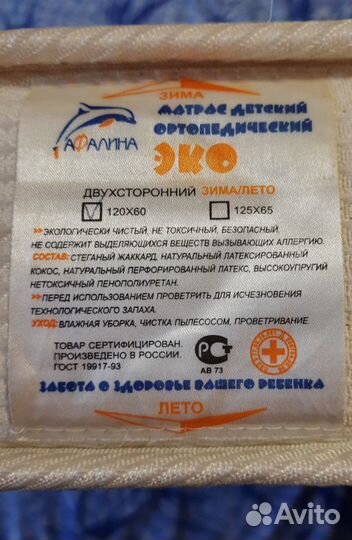 ЗИМА
АФАЛИНА
МАТРАС ДЕТСКИЙ
ОРТОПЕДИЧЕСКИЙ
ЭКО
ДВУХСТОРОННИЙ ЗИМА/ЛЕТО
120Х60 125Х65
>>ЭКОЛОГИЧЕСКИ ЧИСТЫЙ, НЕ ТОКСИЧНЫЙ, БЕЗОПАСНЫЙ,
НЕ СОДЕРЖИТ ВЫДЕЛЯЮЩИХСЯ ВЕЩЕСТВ ВЫЗЫВАЮЩИХ АЛЛЕРГИЮ.
СОСТАВ: СТЕГАНЫЙ ЖАККАРД, НАТУРАЛЬНЫЙ ЛАТЕКСИРОВАННЫЙ
КОКОС, НАТУРАЛЬНЫЙ ПЕРФОРИРОВАННЫЙ ЛАТЕКС, ВЫСОКОУПРУГИЙ
НЕТОКСИЧНЫЙ ПЕНОПОЛИУРЕТАН.
>>ПЕРЕД ИСПОЛЬЗОВАНИЕМ ПРОВЕТРИТЬ ДЛЯ ИСЧЕЗНОВЕНИЯ
ТЕХНОЛОГИЧЕСКОГО ЗАПАХА.
УХОД: ВЛАЖНАЯ УБОРКА, ЧИСТКА ПЫЛЕСОСОМ, ПРОВЕТРИВАНИЕ
ТОВАР СЕРТИФИЦИРОВАН.
ПРОИЗВЕДЕНО В РОССИИ.
ГОСТ 19917-93
АВ 73
ЗАБОТА О ЗДОРОВЬЕ ВАШЕГО РЕБЕНКА
ЛЕТО
Avito